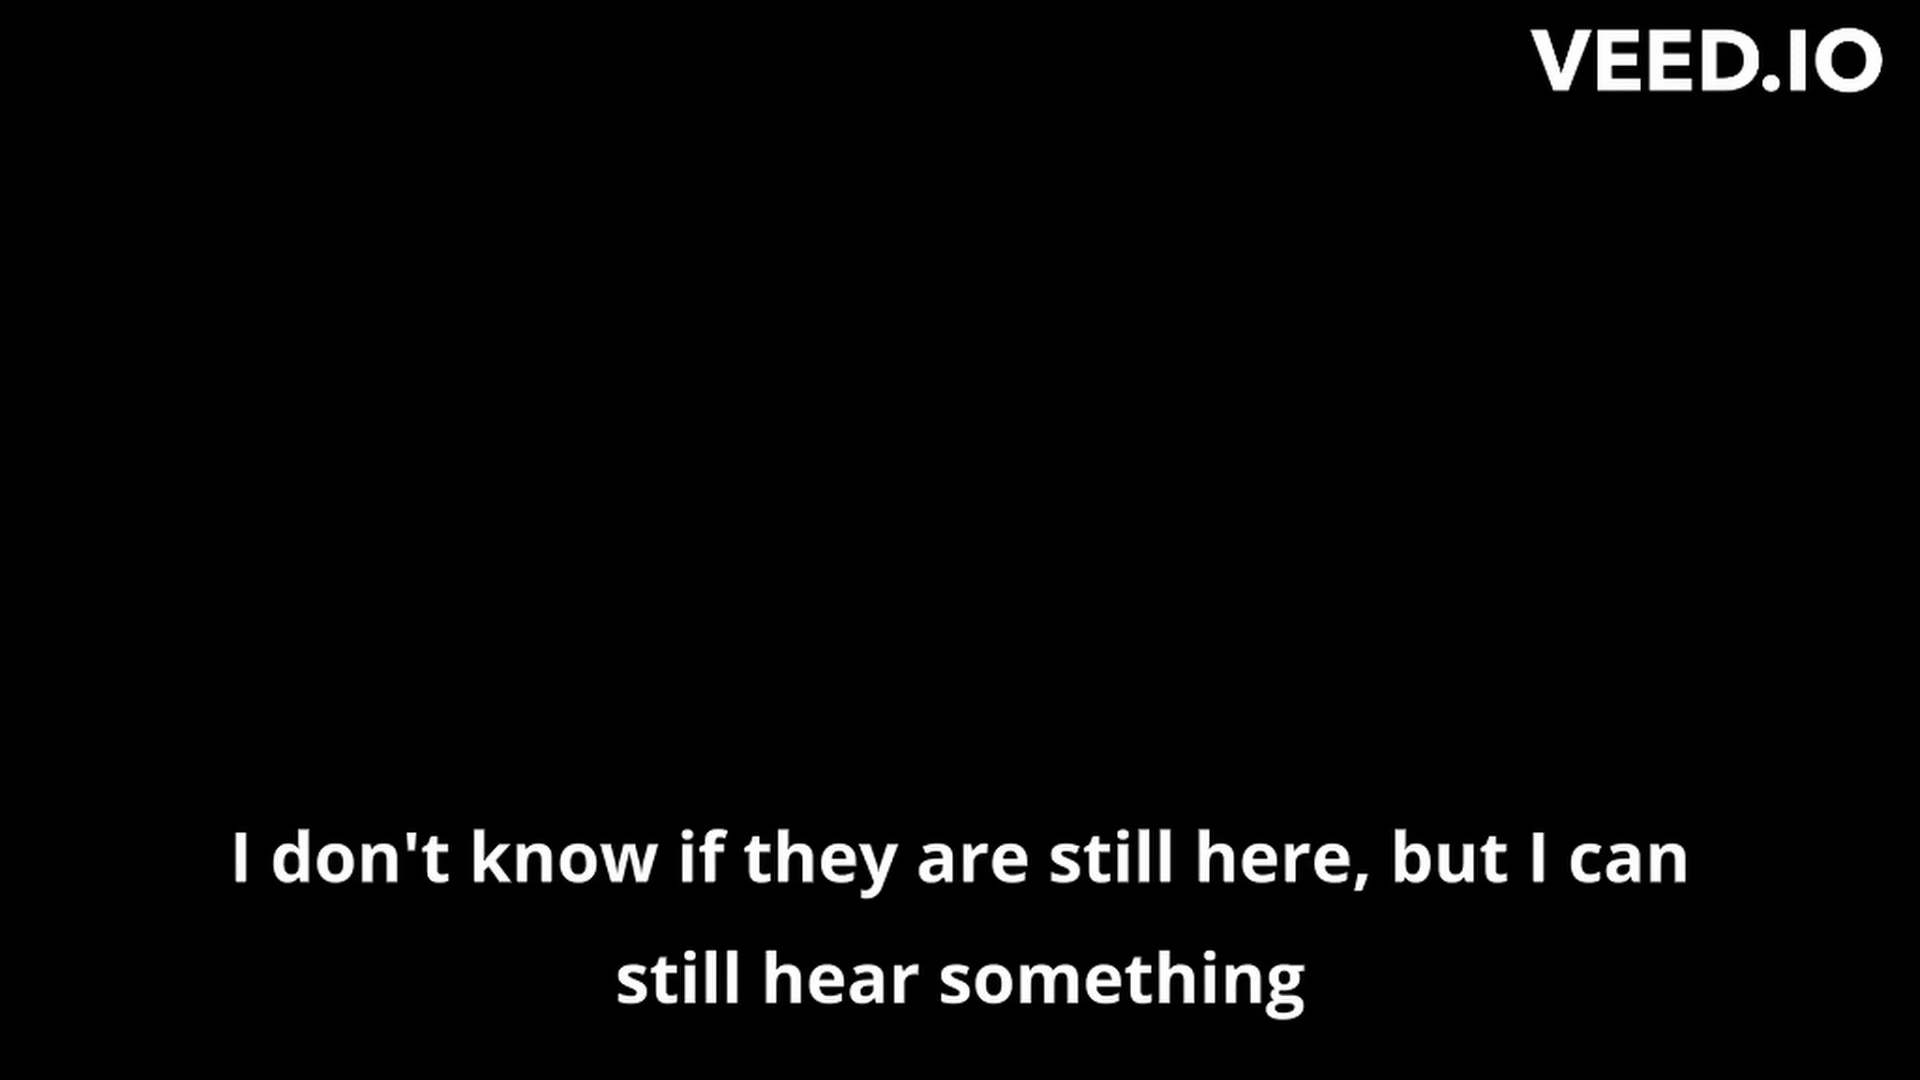 VEED.IO
I don't know if they are still here, but I can
still hear something